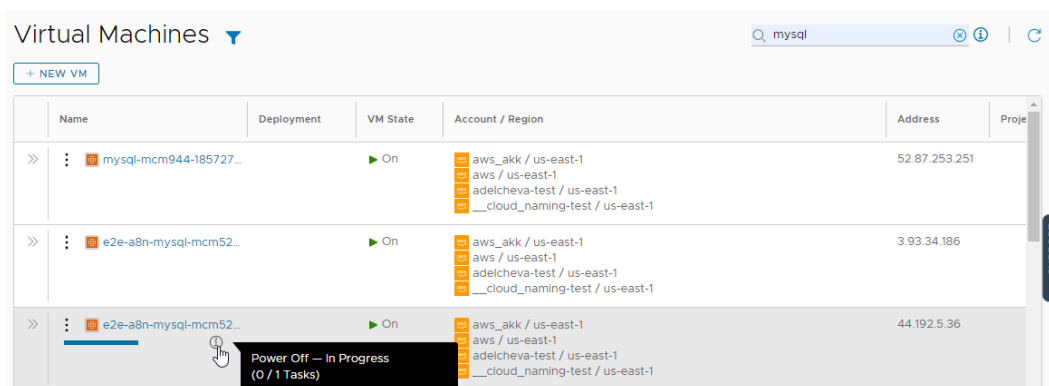 Virtual Machines
mysql
+ NEW VM
Name Deployment VM State Account / Region Address Proje
mysql-mcm944-185727... On aws_akk / us-east-1 52.87.253.251
aws / us-east-1
adelcheva-test / us-east-1
__cloud_naming-test / us-east-1
e2e-a8n-mysql-mcm52... On aws_akk / us-east-1 3.93.34.186
aws / us-east-1
adelcheva-test / us-east-1
__cloud_naming-test / us-east-1
e2e-a8n-mysql-mcm52... On aws_akk / us-east-1 44.192.5.36
aws / us-east-1
Power Off — In Progress adelcheva-test / us-east-1
(0 / 1 Tasks) __cloud_naming-test / us-east-1